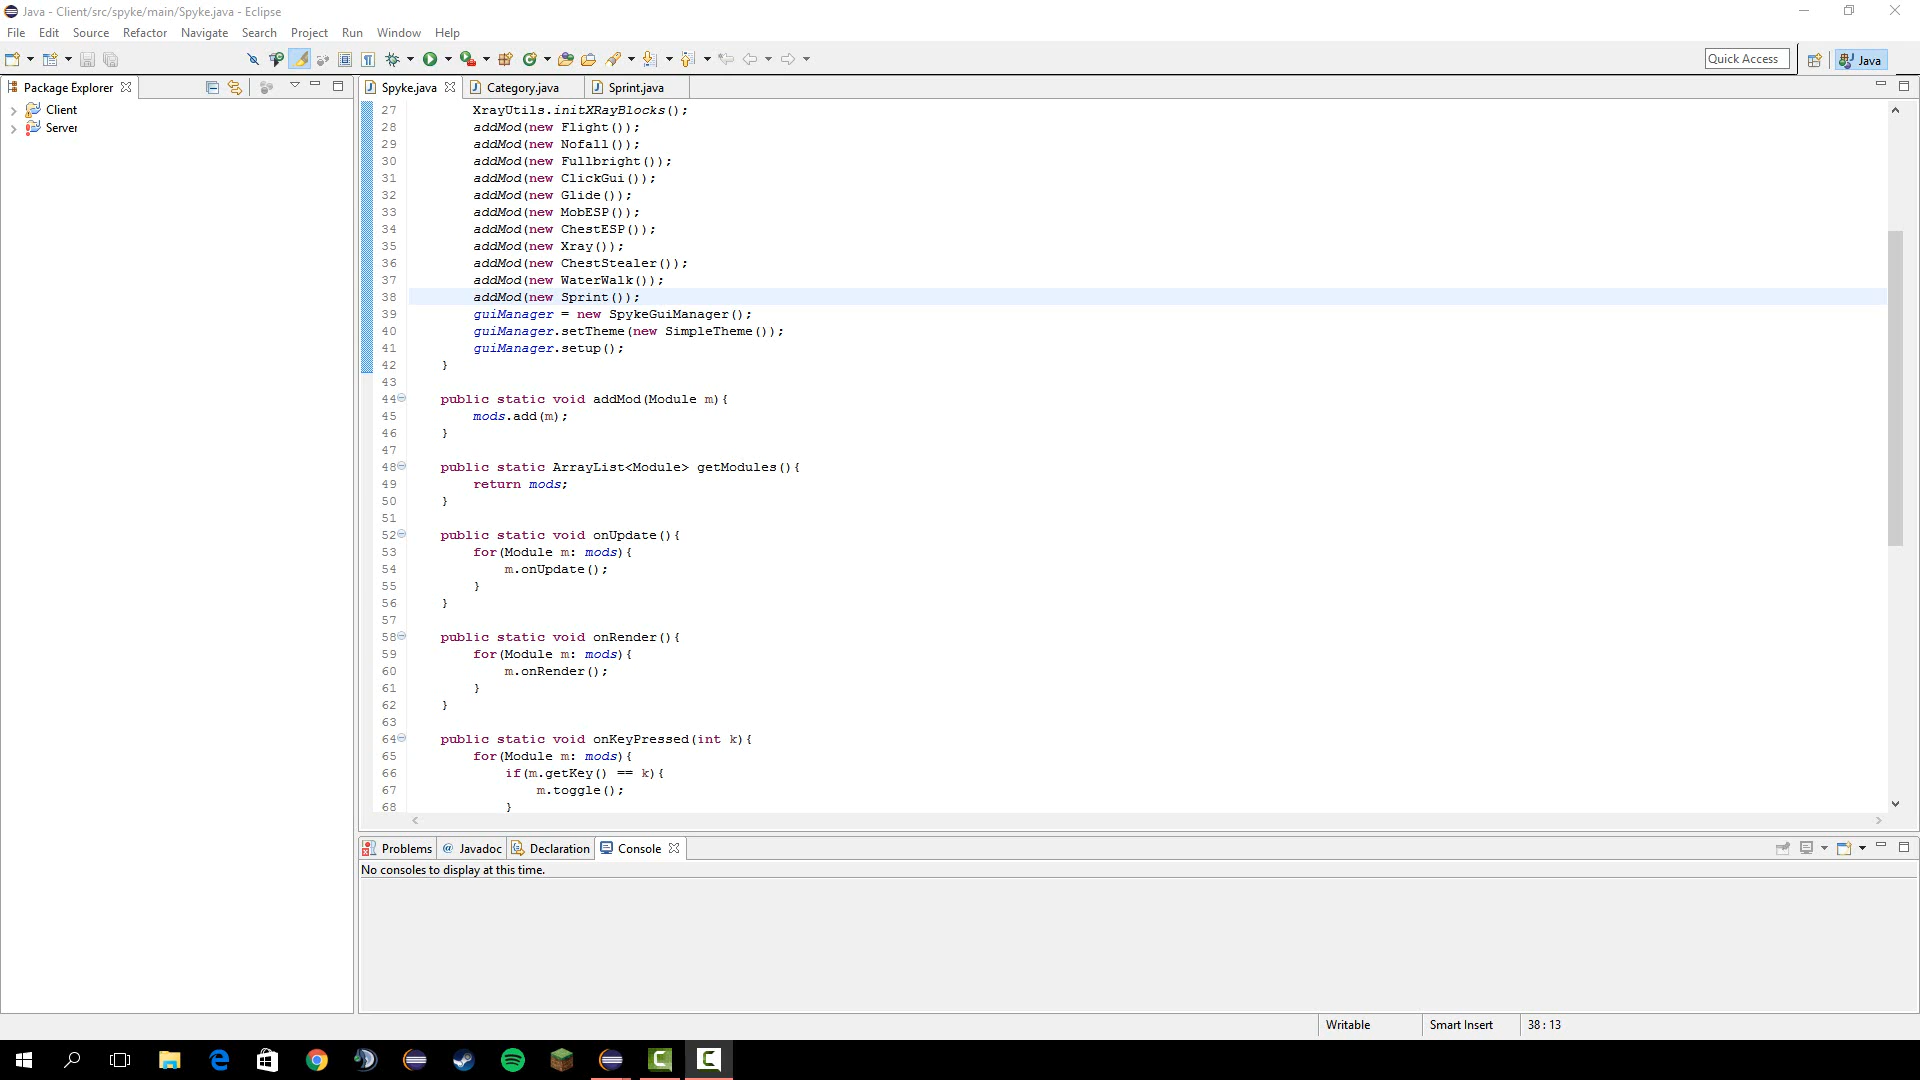 Java - Client/src/spyke/main/Spyke.java - Eclipse
File Edit Source Refactor Navigate Search Project Run Window Help
Quick Access
Java
Package Explorer
Client
Server
Spyke.java
Category.java
Sprint.java
27 XrayUtils.initXRayBlocks();
28 addMod(new Flight());
29 addMod(new Nofall());
30 addMod(new Fullbright());
31 addMod(new ClickGui());
32 addMod(new Glide());
33 addMod(new MobESP());
34 addMod(new ChestESP());
35 addMod(new Xray());
36 addMod(new ChestStealer());
37 addMod(new WaterWalk());
38 addMod(new Sprint());
39 guiManager = new SpykeGuiManager();
40 guiManager.setTheme(new SimpleTheme());
41 guiManager.setup();
42 }
43
44 public static void addMod(Module m){
45 mods.add(m);
46 }
47
48 public static ArrayList<Module> getModules(){
49 return mods;
50 }
51
52 public static void onUpdate(){
53 for(Module m: mods){
54 m.onUpdate();
55 }
56 }
57
58 public static void onRender(){
59 for(Module m: mods){
60 m.onRender();
61 }
62 }
63
64 public static void onKeyPressed(int k){
65 for(Module m: mods){
66 if(m.getKey() == k){
67 m.toggle();
68 }
Problems
@ Javadoc
Declaration
Console
No consoles to display at this time.
Writable
Smart Insert
38 : 13